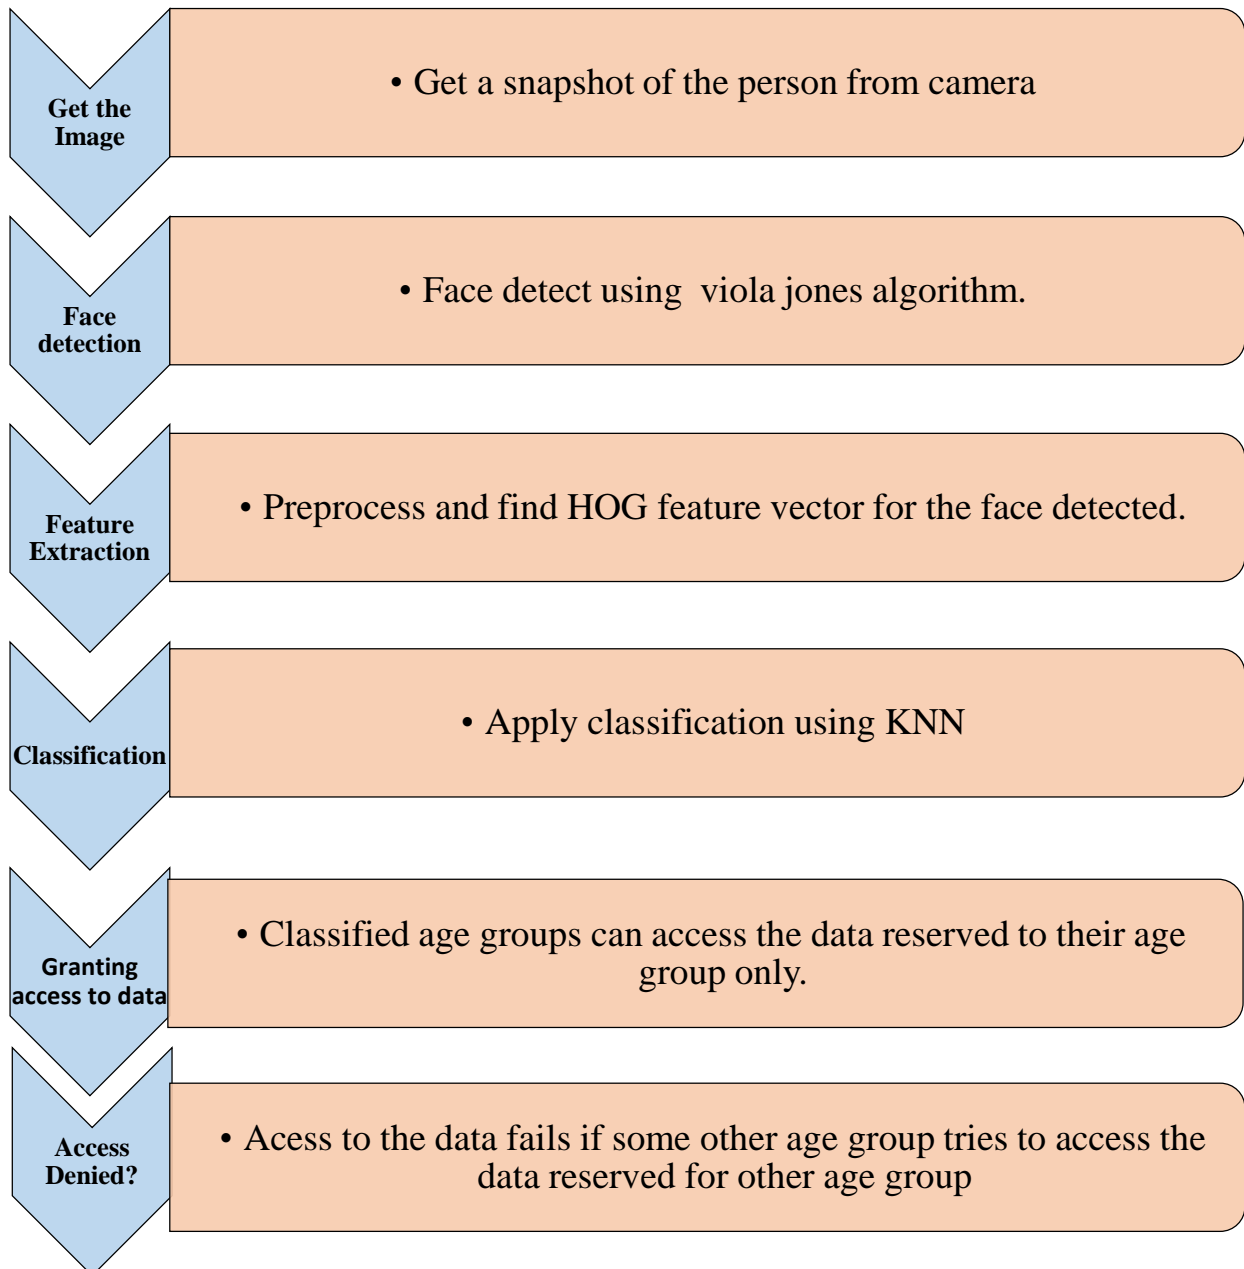 Get the
Image
• Get a snapshot of the person from camera
Face
detection
• Face detect using  viola jones algorithm.
Feature
Extraction
• Preprocess and find HOG feature vector for the face detected.
Classification
• Apply classification using KNN
Granting
access to data
• Classified age groups can access the data reserved to their age
group only.
Access
Denied?
• Acess to the data fails if some other age group tries to access the
data reserved for other age group